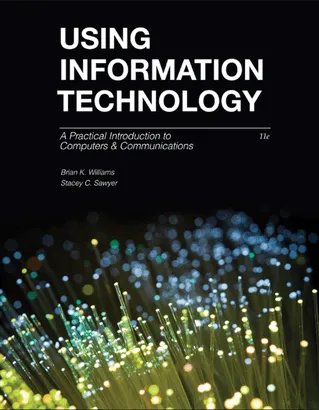 USING
INFORMATION
TECHNOLOGY
A Practical Introduction to
Computers & Communications
11e
Brian K. Williams
Stacey C. Sawyer